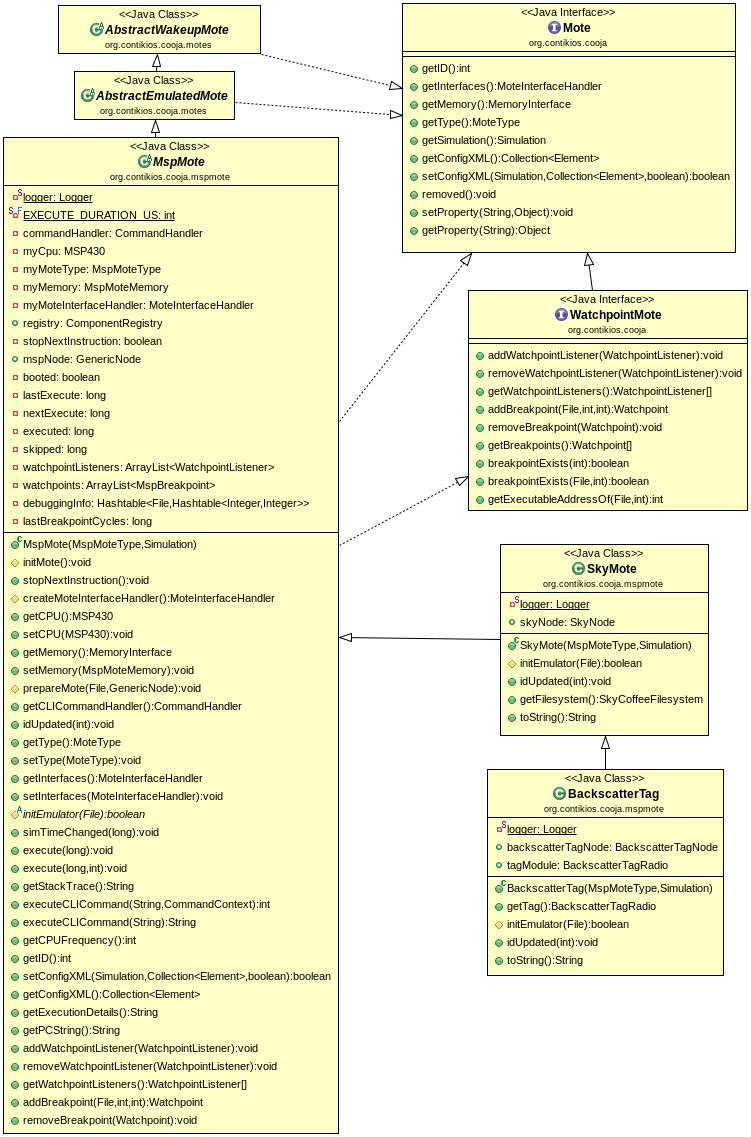 <<Java Class>>
AbstractWakeupMote
org.contikios.cooja.motes
<<Java Class>>
AbstractEmulatedMote
org.contikios.cooja.motes
<<Java Class>>
MspMote
org.contikios.cooja.mspmote
logger: Logger
EXECUTE_DURATION_US: int
commandHandler: CommandHandler
myCpu: MSP430
myMoteType: MspMoteType
myMemory: MspMoteMemory
myMoteInterfaceHandler: MoteInterfaceHandler
registry: ComponentRegistry
stopNextInstruction: boolean
mspNode: GenericNode
booted: boolean
lastExecute: long
nextExecute: long
executed: long
skipped: long
watchpointListeners: ArrayList<WatchpointListener>
watchpoints: ArrayList<MspBreakpoint>
debuggingInfo: Hashtable<File,Hashtable<Integer,Integer>>
lastBreakpointCycles: long
MspMote(MspMoteType,Simulation)
initMote():void
stopNextInstruction():void
createMoteInterfaceHandler():MoteInterfaceHandler
getCPU():MSP430
setCPU(MSP430):void
getMemory():MemoryInterface
setMemory(MspMoteMemory):void
prepareMote(File,GenericNode):void
getCLICommandHandler():CommandHandler
idUpdated(int):void
getType():MoteType
setType(MoteType):void
getInterfaces():MoteInterfaceHandler
setInterfaces(MoteInterfaceHandler):void
initEmulator(File):boolean
simTimeChanged(long):void
execute(long):void
execute(long,int):void
getStackTrace():String
executeCLICommand(String,CommandContext):int
executeCLICommand(String):String
getCPUFrequency():int
getID():int
setConfigXML(Simulation,Collection<Element>,boolean):boolean
getConfigXML():Collection<Element>
getExecutionDetails():String
getPCString():String
addWatchpointListener(WatchpointListener):void
removeWatchpointListener(WatchpointListener):void
getWatchpointListeners():WatchpointListener[]
addBreakpoint(File,int,int):Watchpoint
removeBreakpoint(Watchpoint):void
<<Java Interface>>
Mote
org.contikios.cooja
getID():int
getInterfaces():MoteInterfaceHandler
getMemory():MemoryInterface
getType():MoteType
getSimulation():Simulation
getConfigXML():Collection<Element>
setConfigXML(Simulation,Collection<Element>,boolean):boolean
removed():void
setProperty(String,Object):void
getProperty(String):Object
<<Java Interface>>
WatchpointMote
org.contikios.cooja
addWatchpointListener(WatchpointListener):void
removeWatchpointListener(WatchpointListener):void
getWatchpointListeners():WatchpointListener[]
addBreakpoint(File,int,int):Watchpoint
removeBreakpoint(Watchpoint):void
getBreakpoints():Watchpoint[]
breakpointExists(int):boolean
breakpointExists(File,int):boolean
getExecutableAddressOf(File,int):int
<<Java Class>>
SkyMote
org.contikios.cooja.mspmote
logger: Logger
skyNode: SkyNode
SkyMote(MspMoteType,Simulation)
initEmulator(File):boolean
idUpdated(int):void
getFilesystem():SkyCoffeeFilesystem
toString():String
<<Java Class>>
BackscatterTag
org.contikios.cooja.mspmote
logger: Logger
backscatterTagNode: BackscatterTagNode
tagModule: BackscatterTagRadio
BackscatterTag(MspMoteType,Simulation)
getTag():BackscatterTagRadio
initEmulator(File):boolean
idUpdated(int):void
toString():String